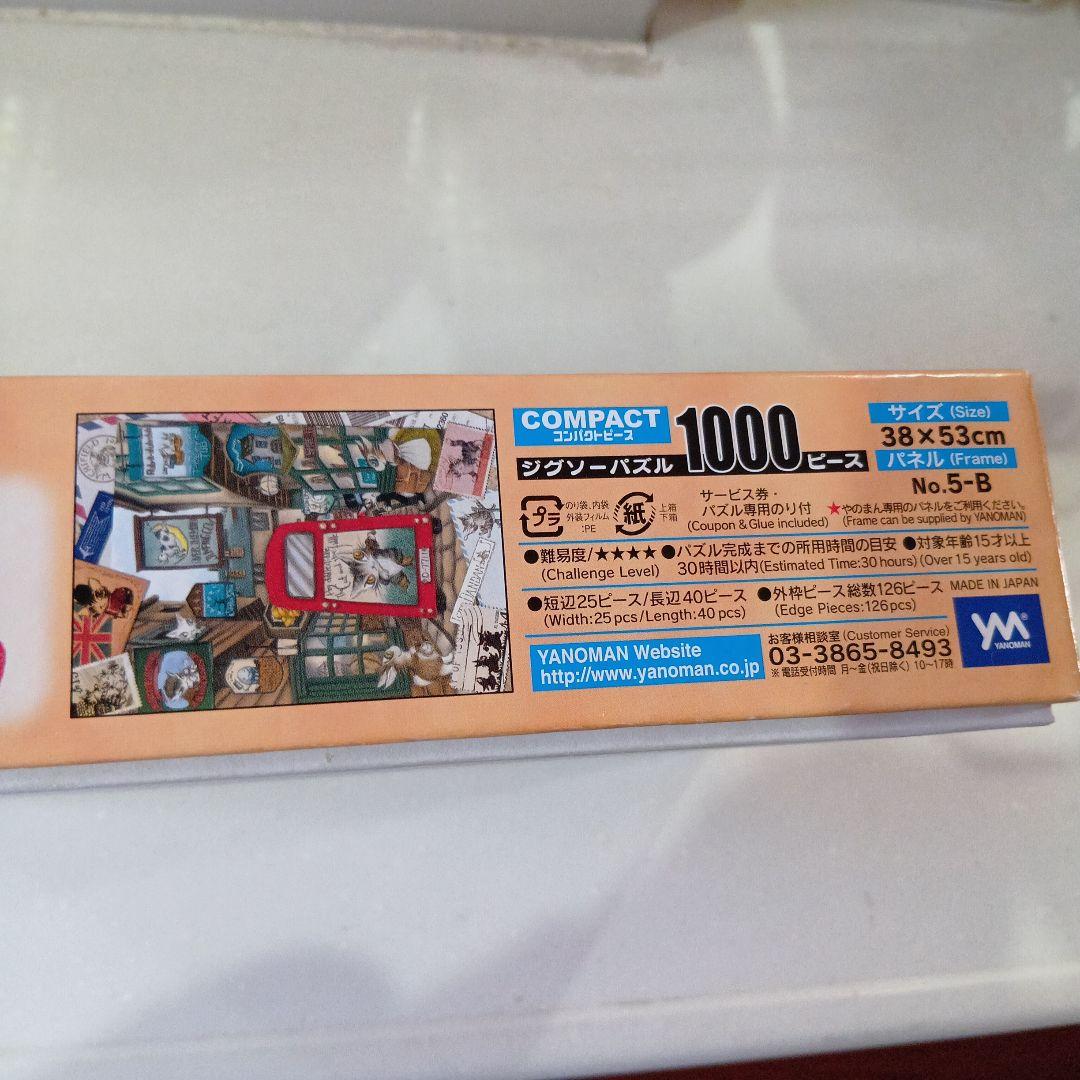 COMPACT
コンパクトピース
ジグソーパズル 1000 ピース
サイズ (Size)
38×53cm
パネル (Frame)
No.5-B
プラ
のり袋、内袋
外装フィルム
:PE
紙
上箱
下箱
サービス券・
パズル専用のり付
(Coupon & Glue included)
★やのまん専用のパネルをご利用ください。
(Frame can be supplied by YANOMAN)
●難易度/★★★★
(Challenge Level)
●パズル完成までの所用時間の目安
30時間以内(Estimated Time:30 hours)
●対象年齢15才以上
(Over 15 years old)
●短辺25ピース/長辺40ピース
(Width:25 pcs/Length:40 pcs)
●外枠ピース総数126ピース
(Edge Pieces:126 pcs)
MADE IN JAPAN
YANOMAN Website
http://www.yanoman.co.jp
お客様相談室 (Customer Service)
03-3865-8493
※電話受付時間 月~金(祝日除く) 10~17時
YM
YANOMAN